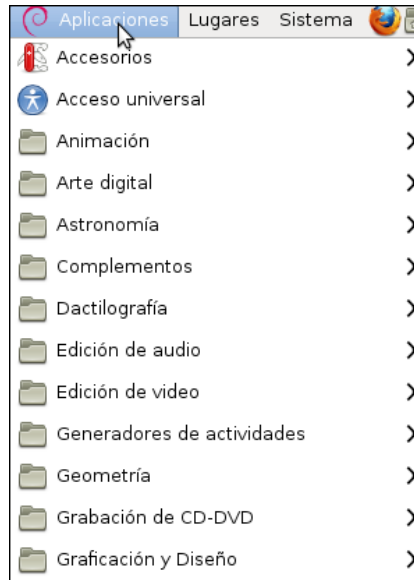 Aplicaciones Lugares Sistema
Accesorios
Acceso universal
Animación
Arte digital
Astronomía
Complementos
Dactilografía
Edición de audio
Edición de video
Generadores de actividades
Geometría
Grabación de CD-DVD
Graficación y Diseño